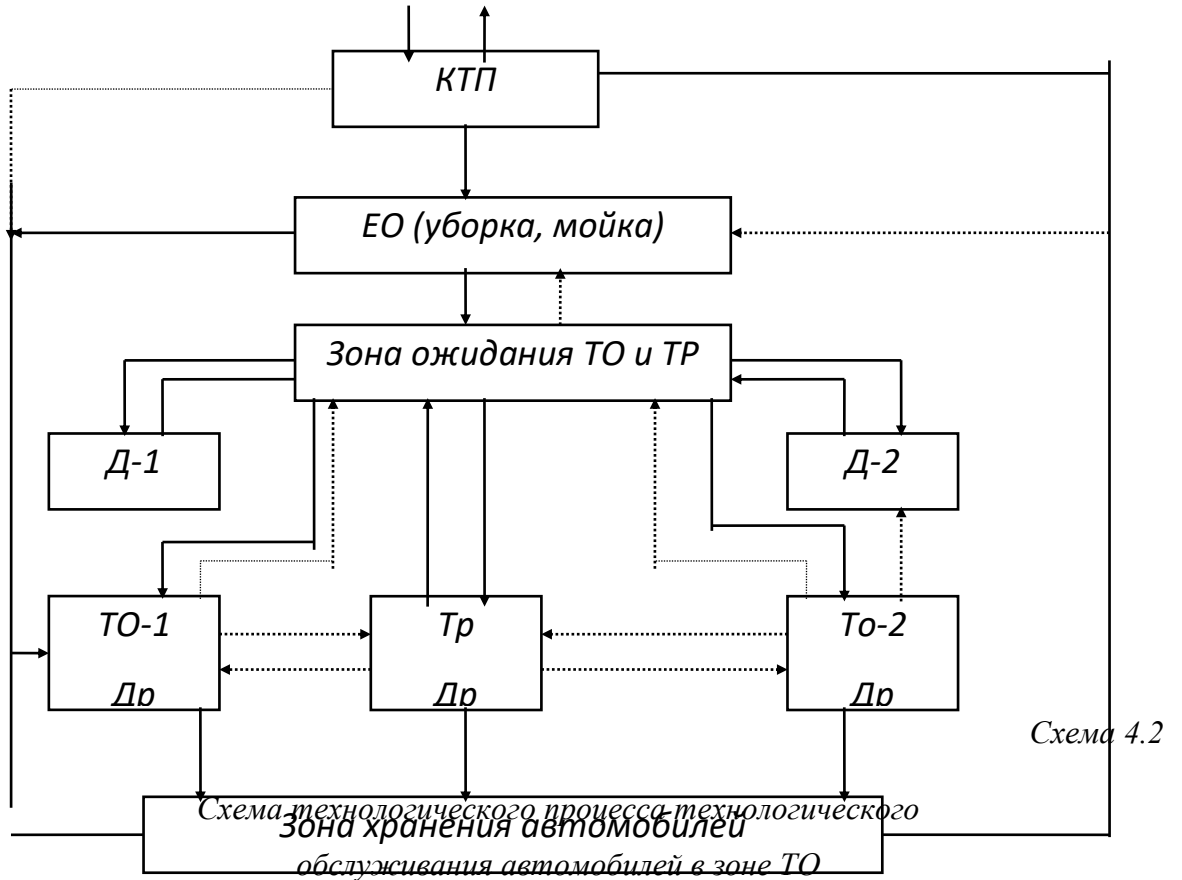 КТП
ЕО (уборка, мойка)
Зона ожидания ТО и ТР
Д-1
Д-2
ТО-1
Др
Тр
Др
То-2
Др
Схема 4.2
Схема технологического процесса технологического
Зона хранения автомобилей
обслуживания автомобилей в зоне ТО